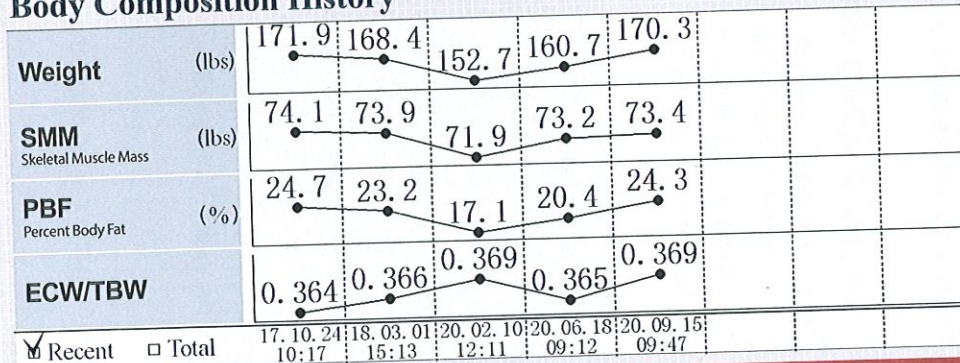 Body Composition History
Weight (lbs) 171.9 168.4 152.7 160.7 170.3
SMM (lbs) 74.1 73.9 71.9 73.2 73.4
Skeletal Muscle Mass
PBF (%) 24.7 23.2 17.1 20.4 24.3
Percent Body Fat
ECW/TBW 0.364 0.366 0.369 0.365 0.369
Recent Total 17.10.24 18.03.01 20.02.10 20.06.18 20.09.15
10:17 15:13 12:11 09:12 09:47